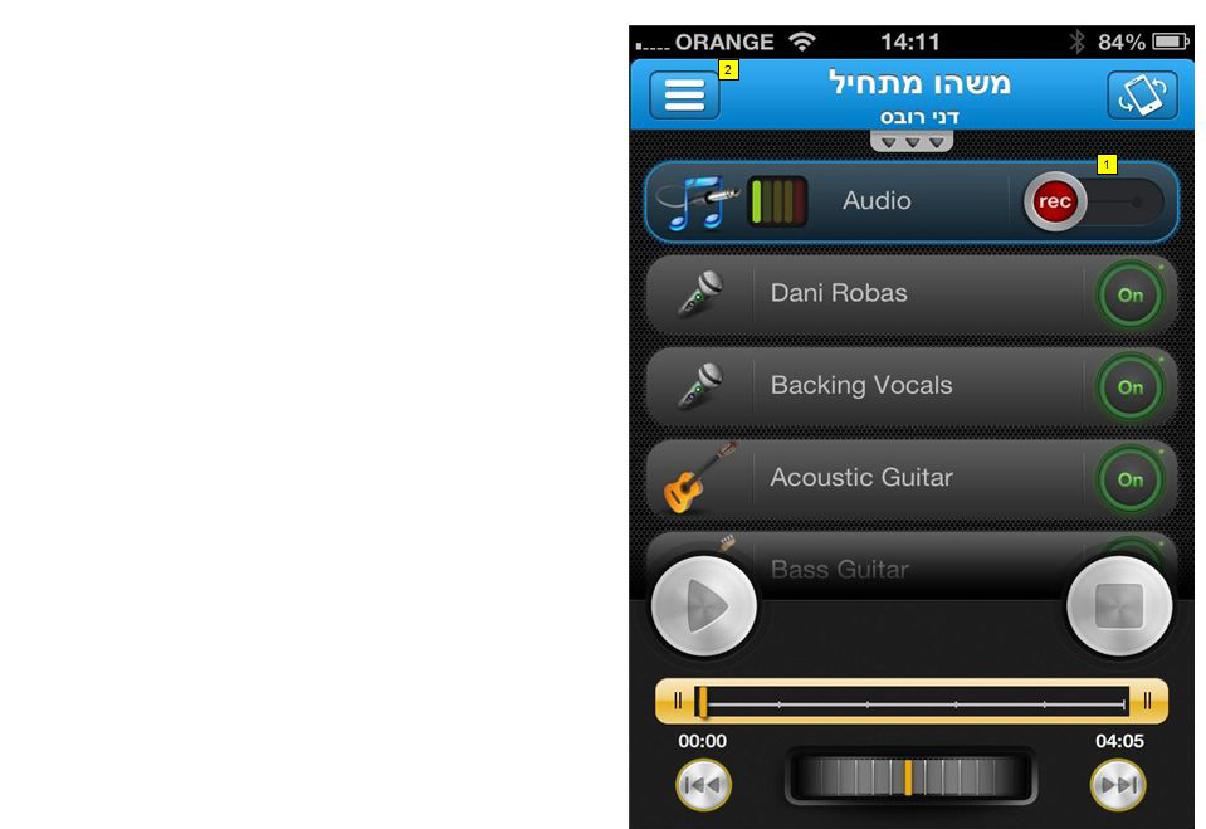 ORANGE 14:11 84%
2
משהו מתחיל
דני רובס
1
Audio rec
Dani Robas On
Backing Vocals On
Acoustic Guitar On
Bass Guitar
00:00 04:05